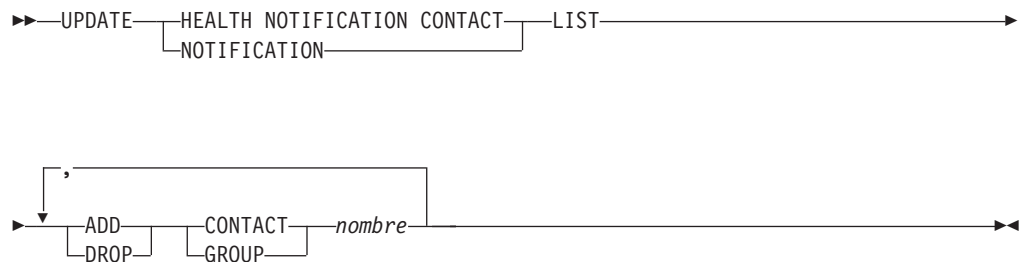 UPDATE HEALTH NOTIFICATION CONTACT LIST
NOTIFICATION
,
ADD CONTACT nombre
DROP GROUP